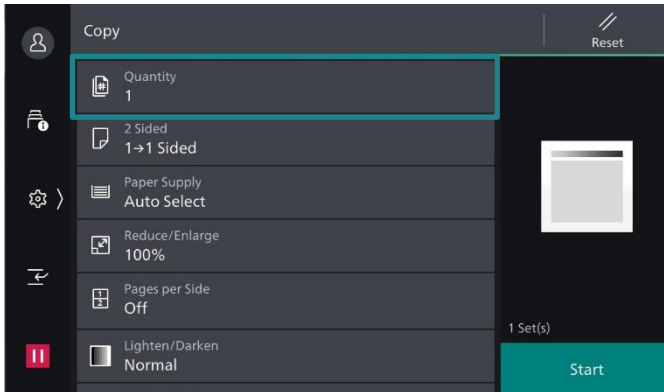 Copy
Reset
Quantity
1
2 Sided
1→1 Sided
Paper Supply
Auto Select
Reduce/Enlarge
100%
Pages per Side
Off
Lighten/Darken
Normal
1 Set(s)
Start